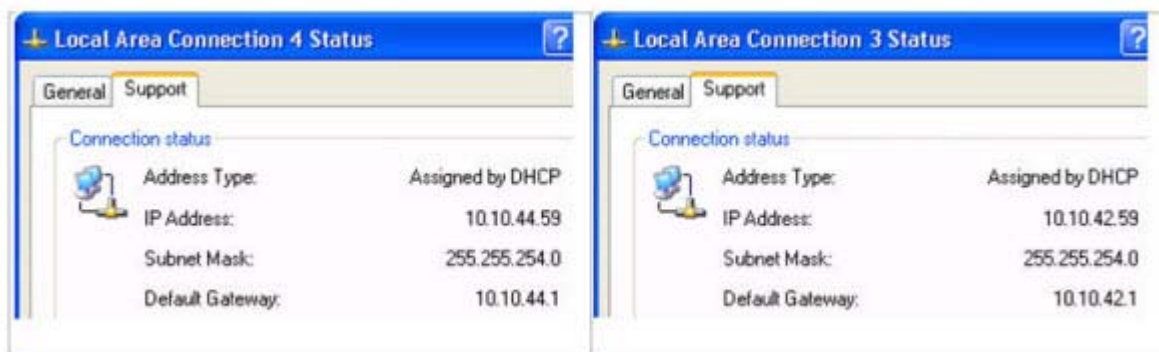 Local Area Connection 4 Status
?
General Support
Connection status
Address Type: Assigned by DHCP
IP Address: 10.10.44.59
Subnet Mask: 255.255.254.0
Default Gateway: 10.10.44.1
Local Area Connection 3 Status
?
General Support
Connection status
Address Type: Assigned by DHCP
IP Address: 10.10.42.59
Subnet Mask: 255.255.254.0
Default Gateway: 10.10.42.1